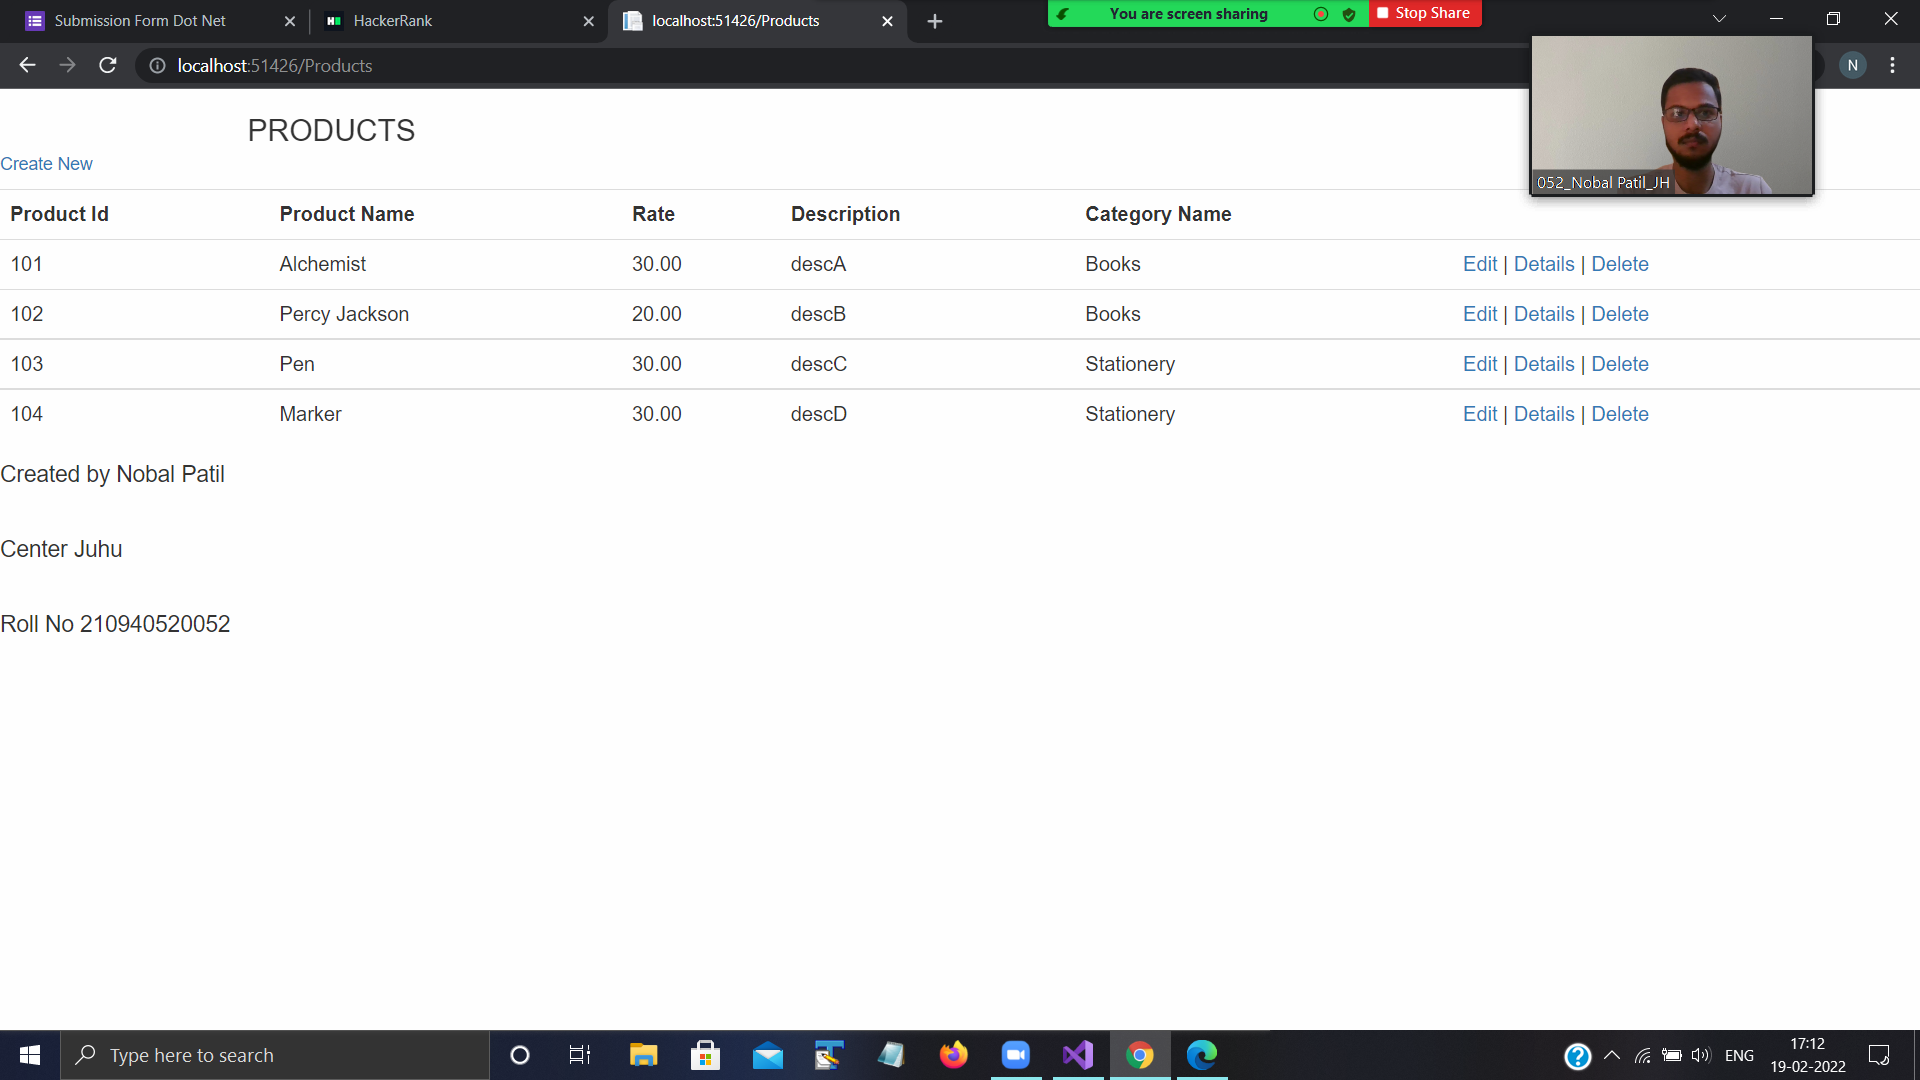 Submission Form Dot Net
HackerRank
localhost:51426/Products
You are screen sharing
Stop Share
localhost:51426/Products
N
052_Nobal Patil_JH
PRODUCTS
Create New
Product Id Product Name Rate Description Category Name
101 Alchemist 30.00 descA Books Edit | Details | Delete
102 Percy Jackson 20.00 descB Books Edit | Details | Delete
103 Pen 30.00 descC Stationery Edit | Details | Delete
104 Marker 30.00 descD Stationery Edit | Details | Delete
Created by Nobal Patil
Center Juhu
Roll No 210940520052
Type here to search
ENG
17:12
19-02-2022